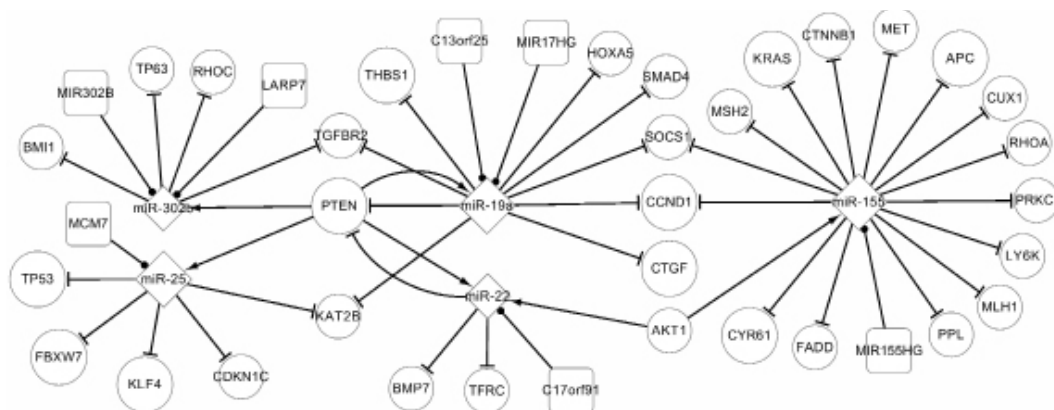 C13orf25
MIR17HG
CTNNB1
MET
TP63
RHOC
HOXA5
KRAS
APC
THBS1
SMAD4
MIR302B
LARP7
CUX1
MSH2
TGFBR2
SOCS1
RHOA
BMI1
PTEN
CCND1
PRKC
miR-19a
miR-155
MCM7
LY6K
CTGF
TP53
miR-25
miR-22
MLH1
KAT2B
AKT1
CYR61
PPL
FADD
MIR155HG
FBXW7
KLF4
CDKN1C
BMP7
TFRC
C17orf91